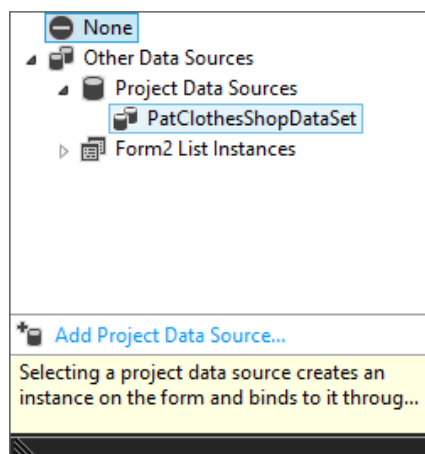 None
Other Data Sources
Project Data Sources
PatClothesShopDataSet
Form2 List Instances
Add Project Data Source...
Selecting a project data source creates an
instance on the form and binds to it throug...